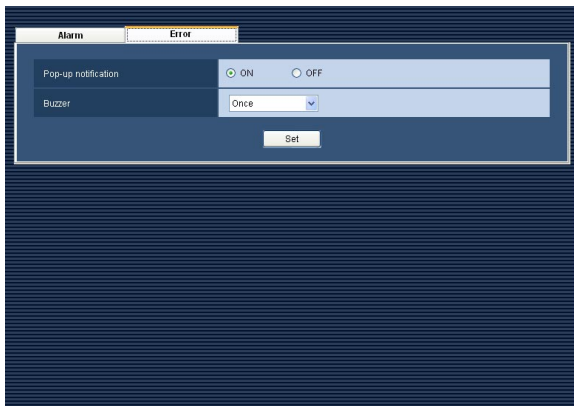 Alarm Error
Pop-up notification ON OFF
Buzzer Once
Set